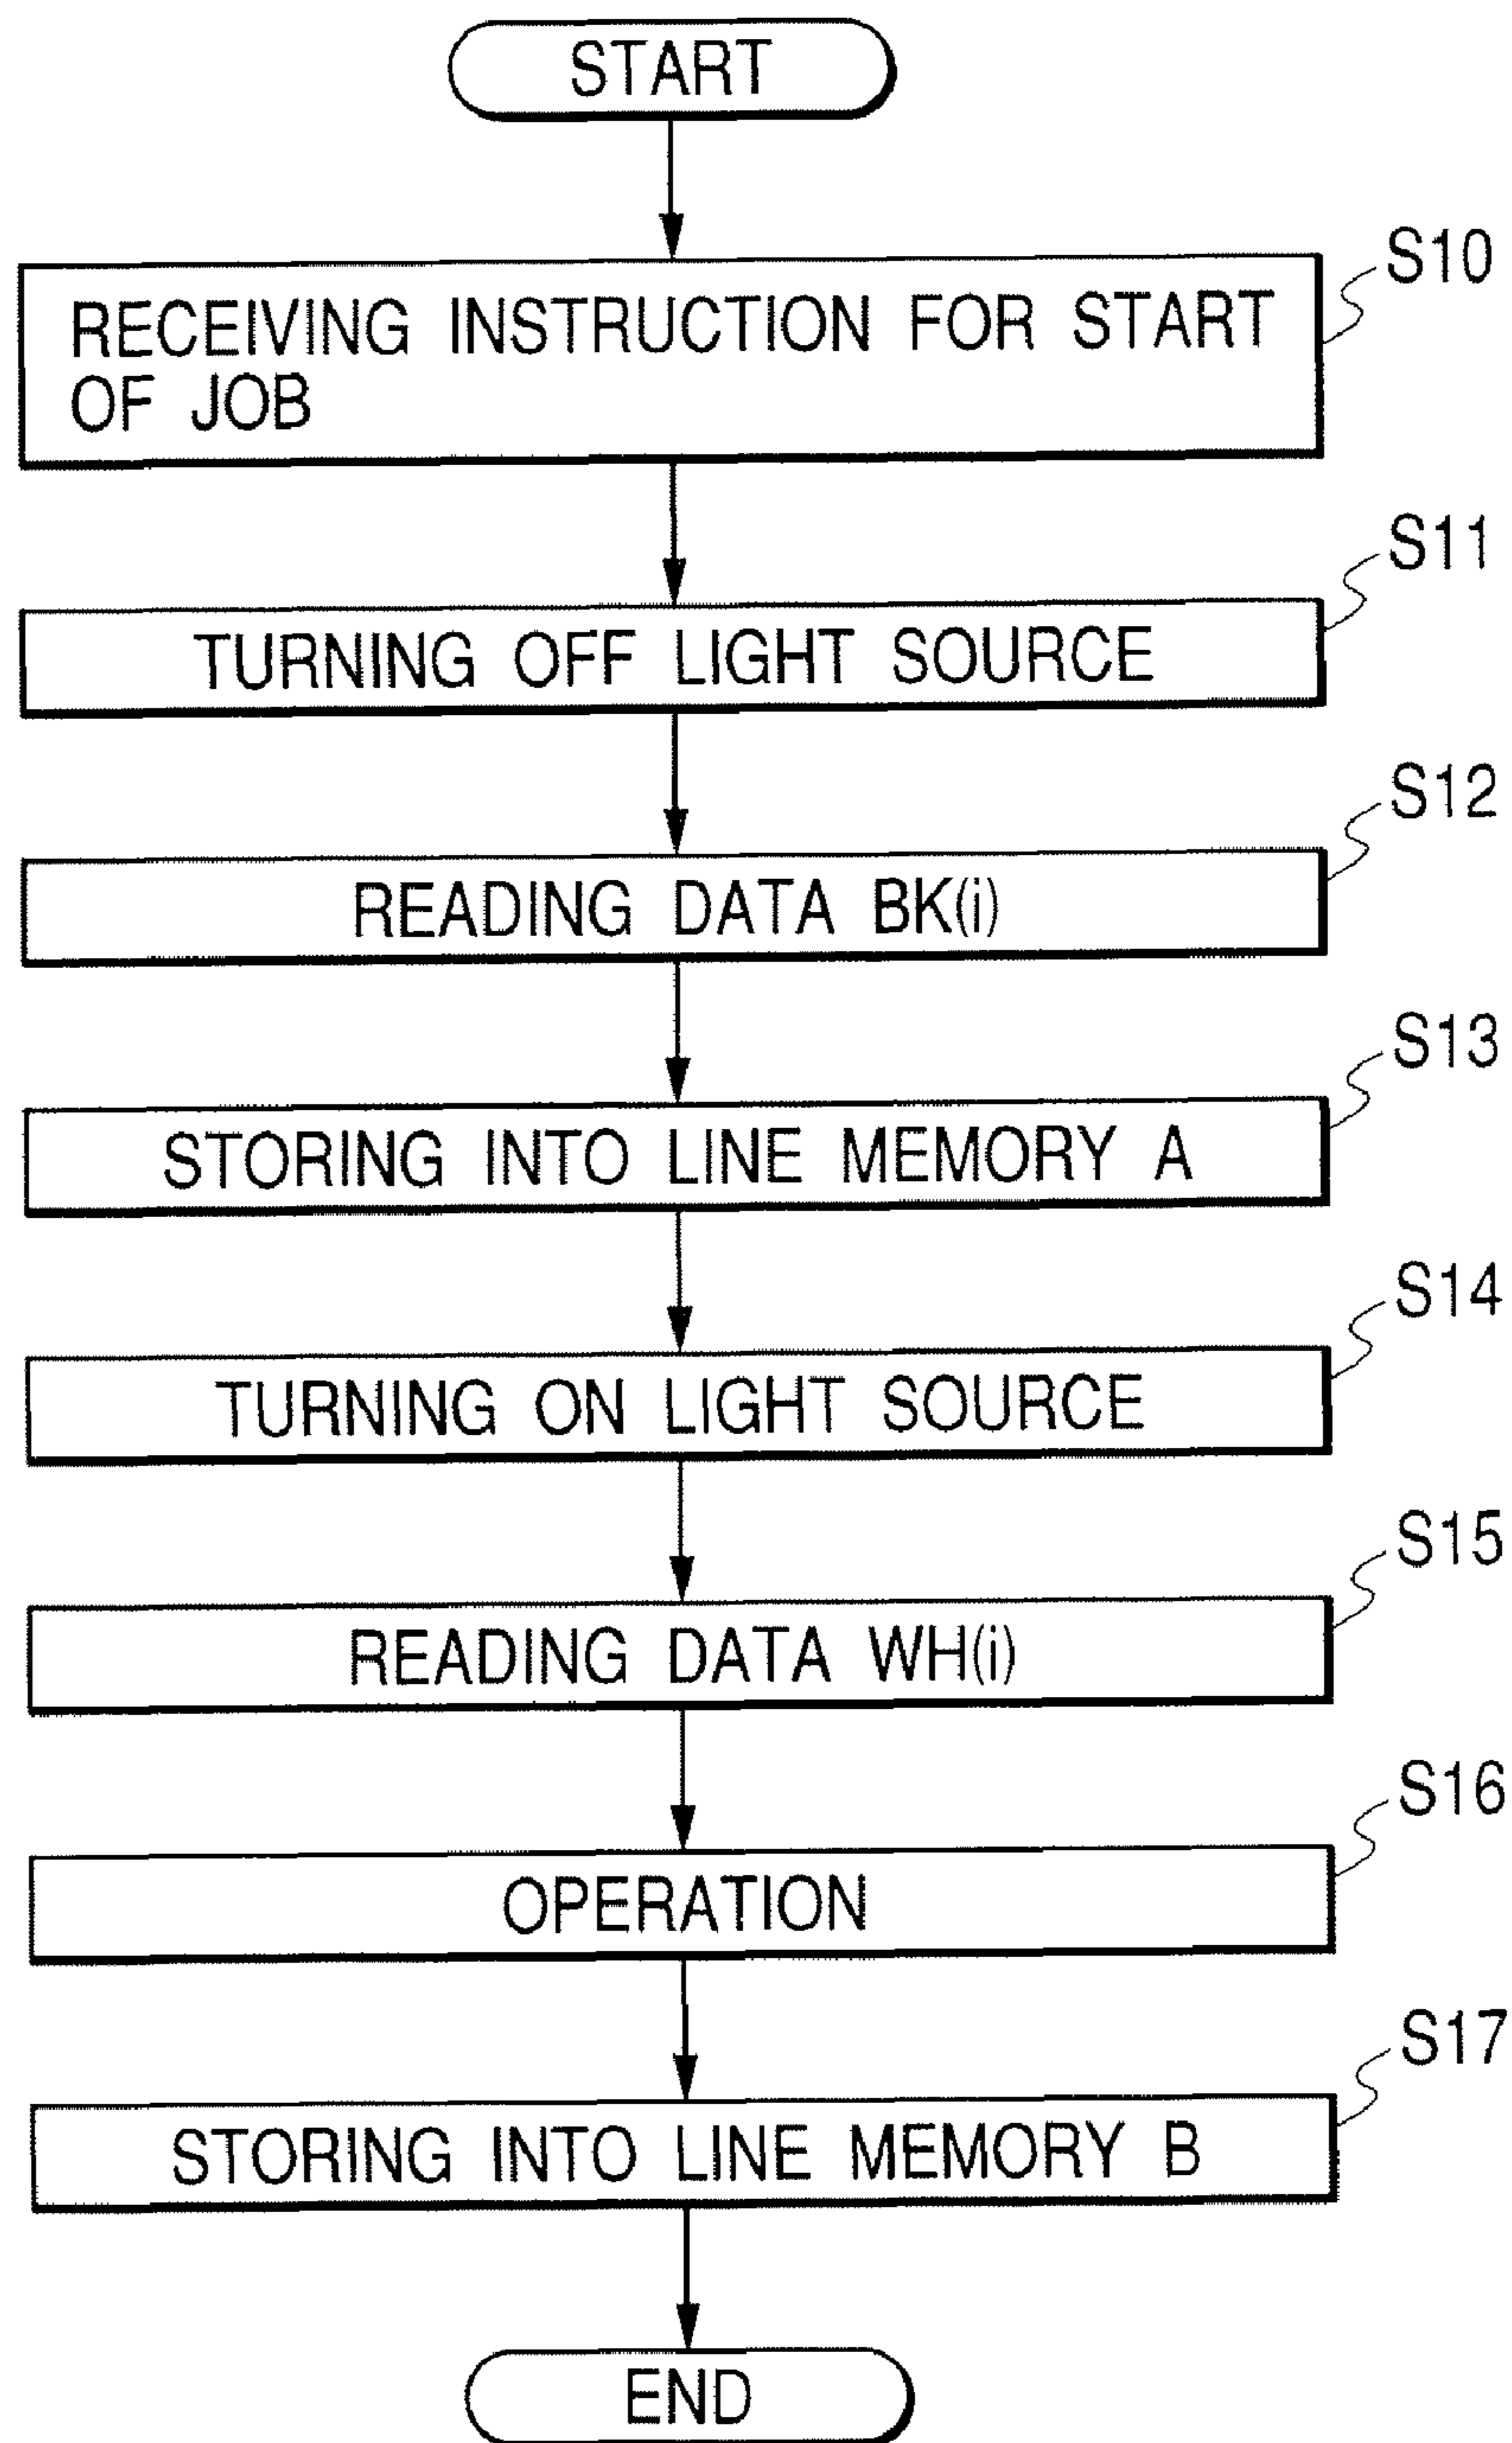 START
S10
RECEIVING INSTRUCTION FOR START
OF JOB
S11
TURNING OFF LIGHT SOURCE
S12
READING DATA BK(i)
S13
STORING INTO LINE MEMORY A
S14
TURNING ON LIGHT SOURCE
S15
READING DATA WH(i)
S16
OPERATION
S17
STORING INTO LINE MEMORY B
END